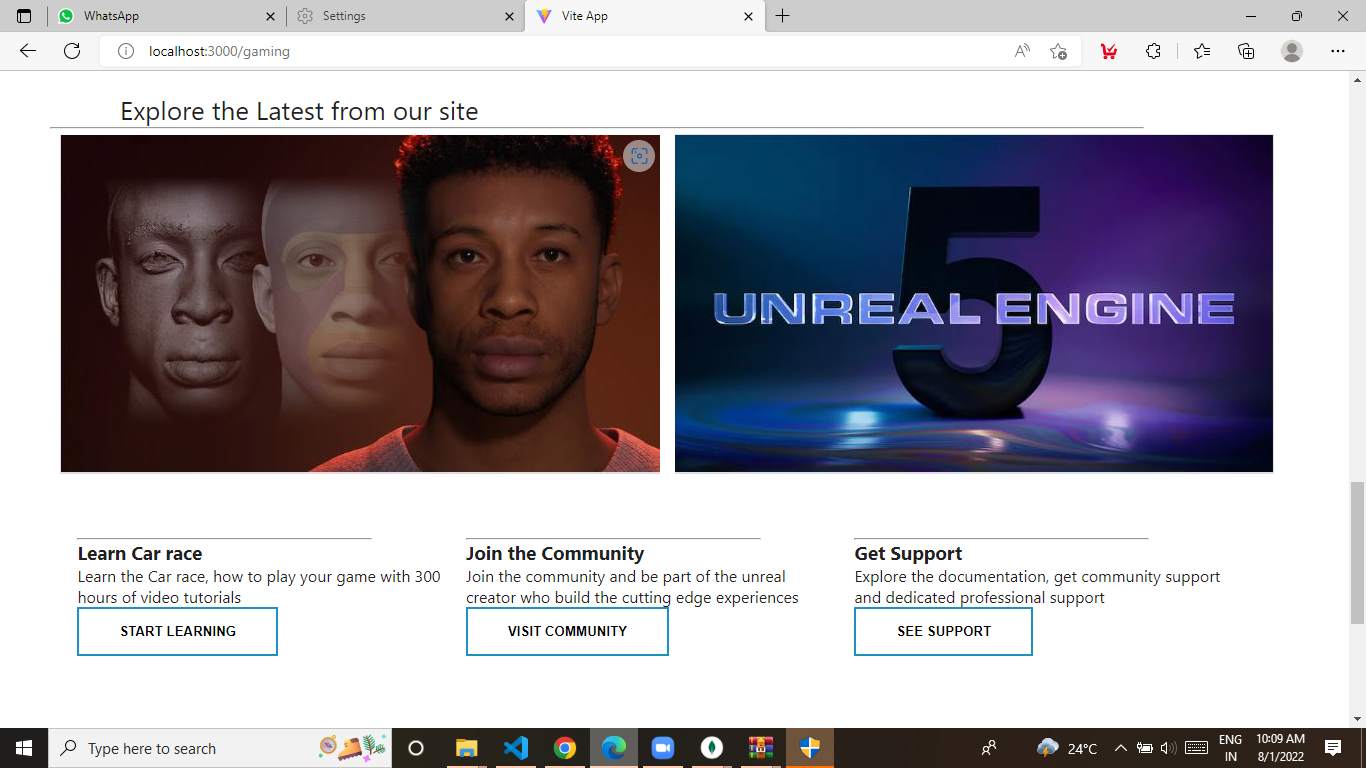 WhatsApp
Settings
Vite App
localhost:3000/gaming
Explore the Latest from our site
5
UNREAL ENGINE
Learn Car race
Learn the Car race, how to play your game with 300
hours of video tutorials
START LEARNING
Join the Community
Join the community and be part of the unreal
creator who build the cutting edge experiences
VISIT COMMUNITY
Get Support
Explore the documentation, get community support
and dedicated professional support
SEE SUPPORT
Type here to search
24°C
ENG
IN
10:09 AM
8/1/2022